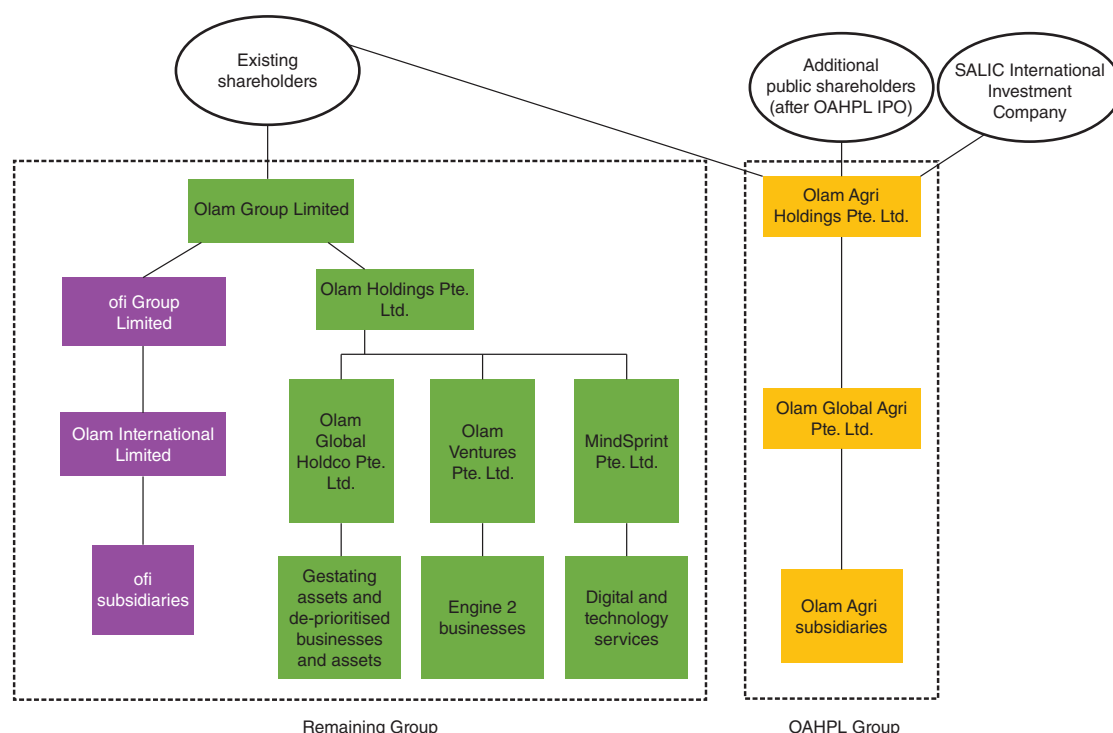 Existing
shareholders
Additional
public shareholders
(after OAHPL IPO)
SALIC International
Investment
Company
Olam Group Limited
Olam Agri
Holdings Pte. Ltd.
ofi Group
Limited
Olam Holdings Pte.
Ltd.
Olam International
Limited
Olam
Global
Holdco Pte.
Ltd.
Olam
Ventures
Pte. Ltd.
MindSprint
Pte. Ltd.
Olam Global Agri
Pte. Ltd.
ofi
subsidiaries
Gestating
assets and
de-prioritised
businesses
and assets
Engine 2
businesses
Digital and
technology
services
Olam Agri
subsidiaries
Remaining Group
OAHPL Group